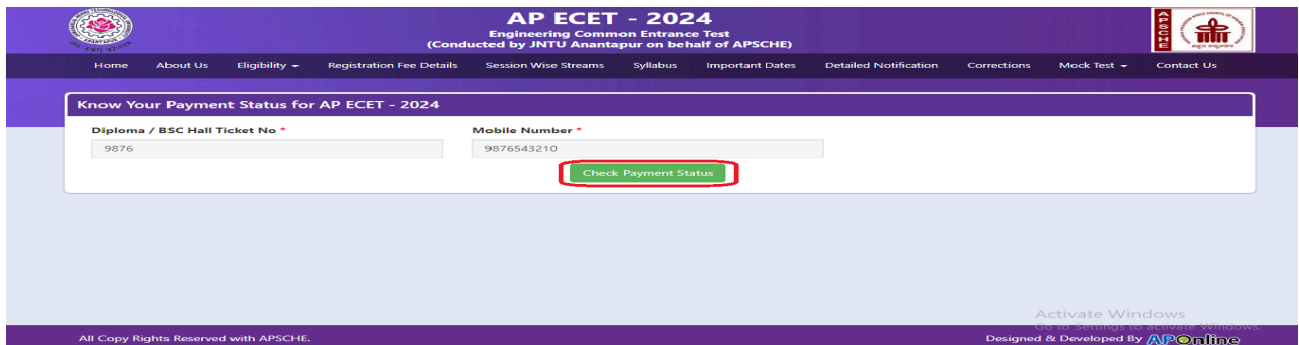 AP ECET - 2024
Engineering Common Entrance Test
(Conducted by JNTU Anantapur on behalf of APSCHE)
APSCHE
Home About Us Eligibility Registration Fee Details Session Wise Streams Syllabus Important Dates Detailed Notification Corrections Mock Test Contact Us
Know Your Payment Status for AP ECET - 2024
Diploma / BSC Hall Ticket No * Mobile Number *
9876 9876543210
Check Payment Status
Activate Windows
Go to Settings to activate Windows.
All Copy Rights Reserved with APSCHE. Designed & Developed By APOnline